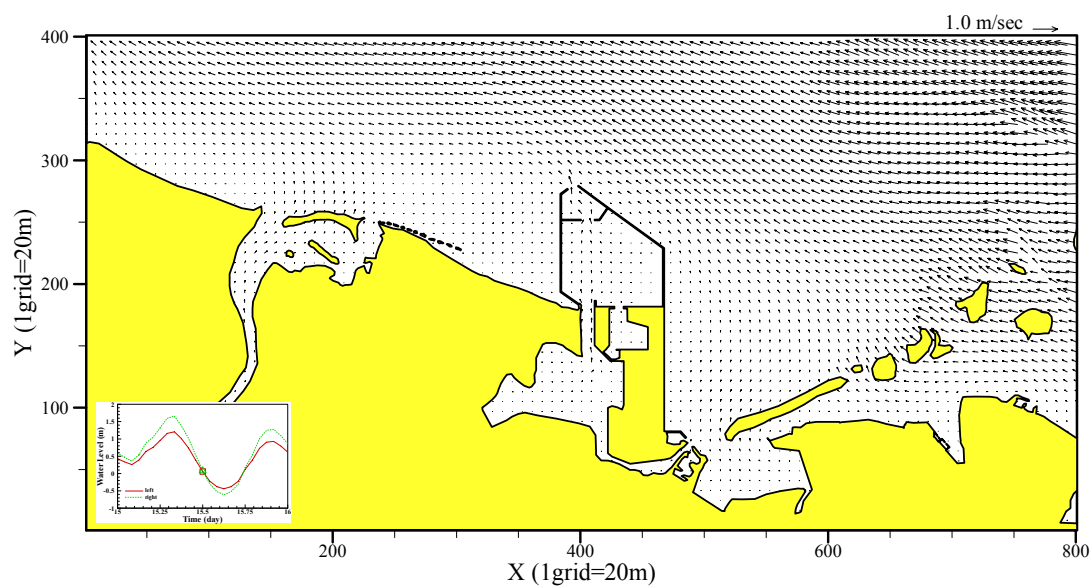 1.0 m/sec
400
300
200
100
Y (1grid=20m)
200
400
600
800
X (1grid=20m)
2
1.5
1
0.5
0
-0.5
-1
Water Level (m)
left
right
15
15.25
15.5
15.75
16
Time (day)